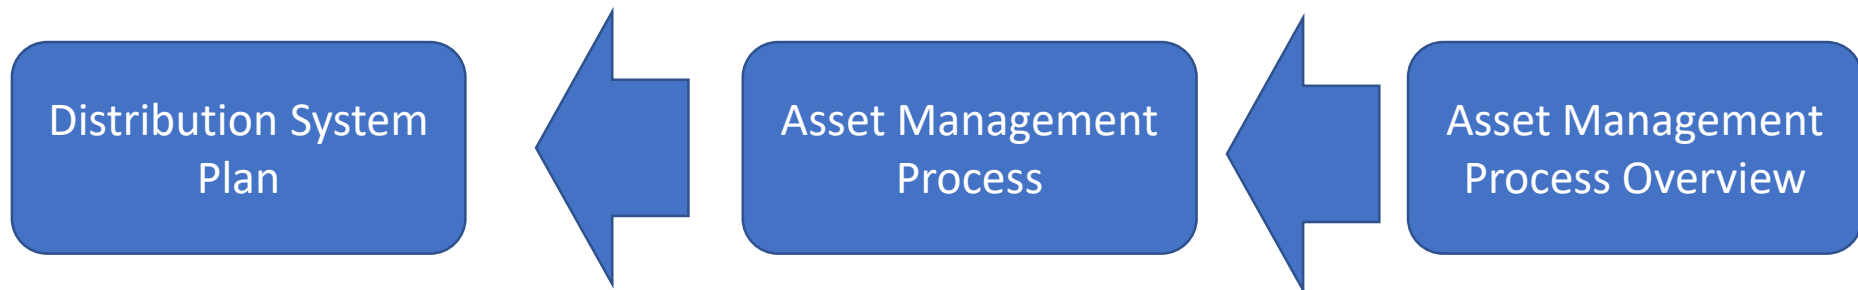 Distribution System
Plan
Asset Management
Process
Asset Management
Process Overview